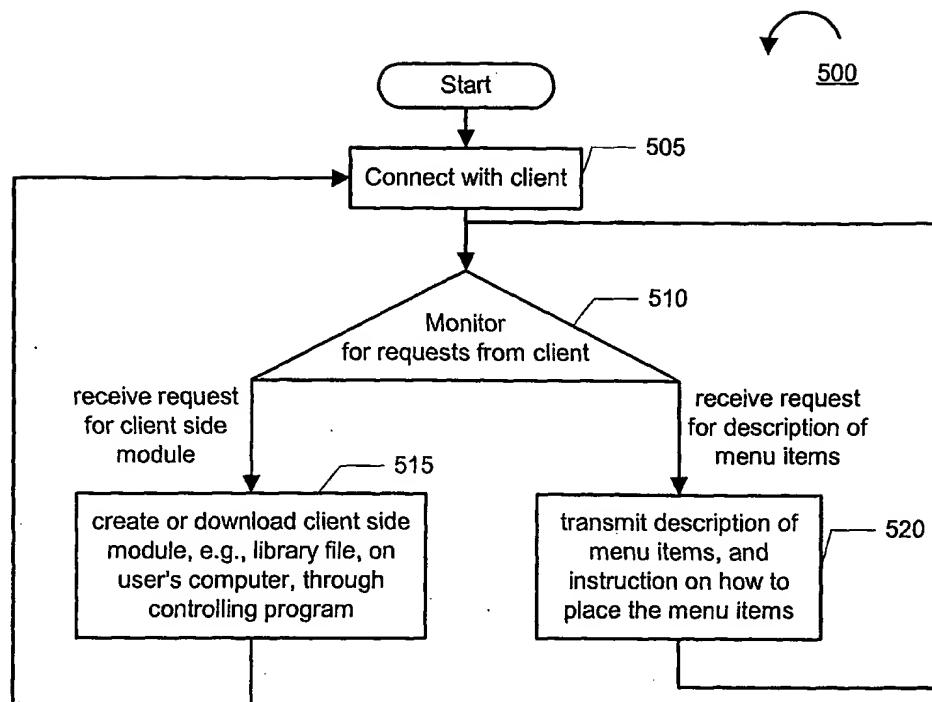 500
Start
505
Connect with client
510
Monitor
for requests from client
receive request
for client side
module
receive request
for description of
menu items
515
create or download client side
module, e.g., library file, on
user's computer, through
controlling program
520
transmit description of
menu items, and
instruction on how to
place the menu items